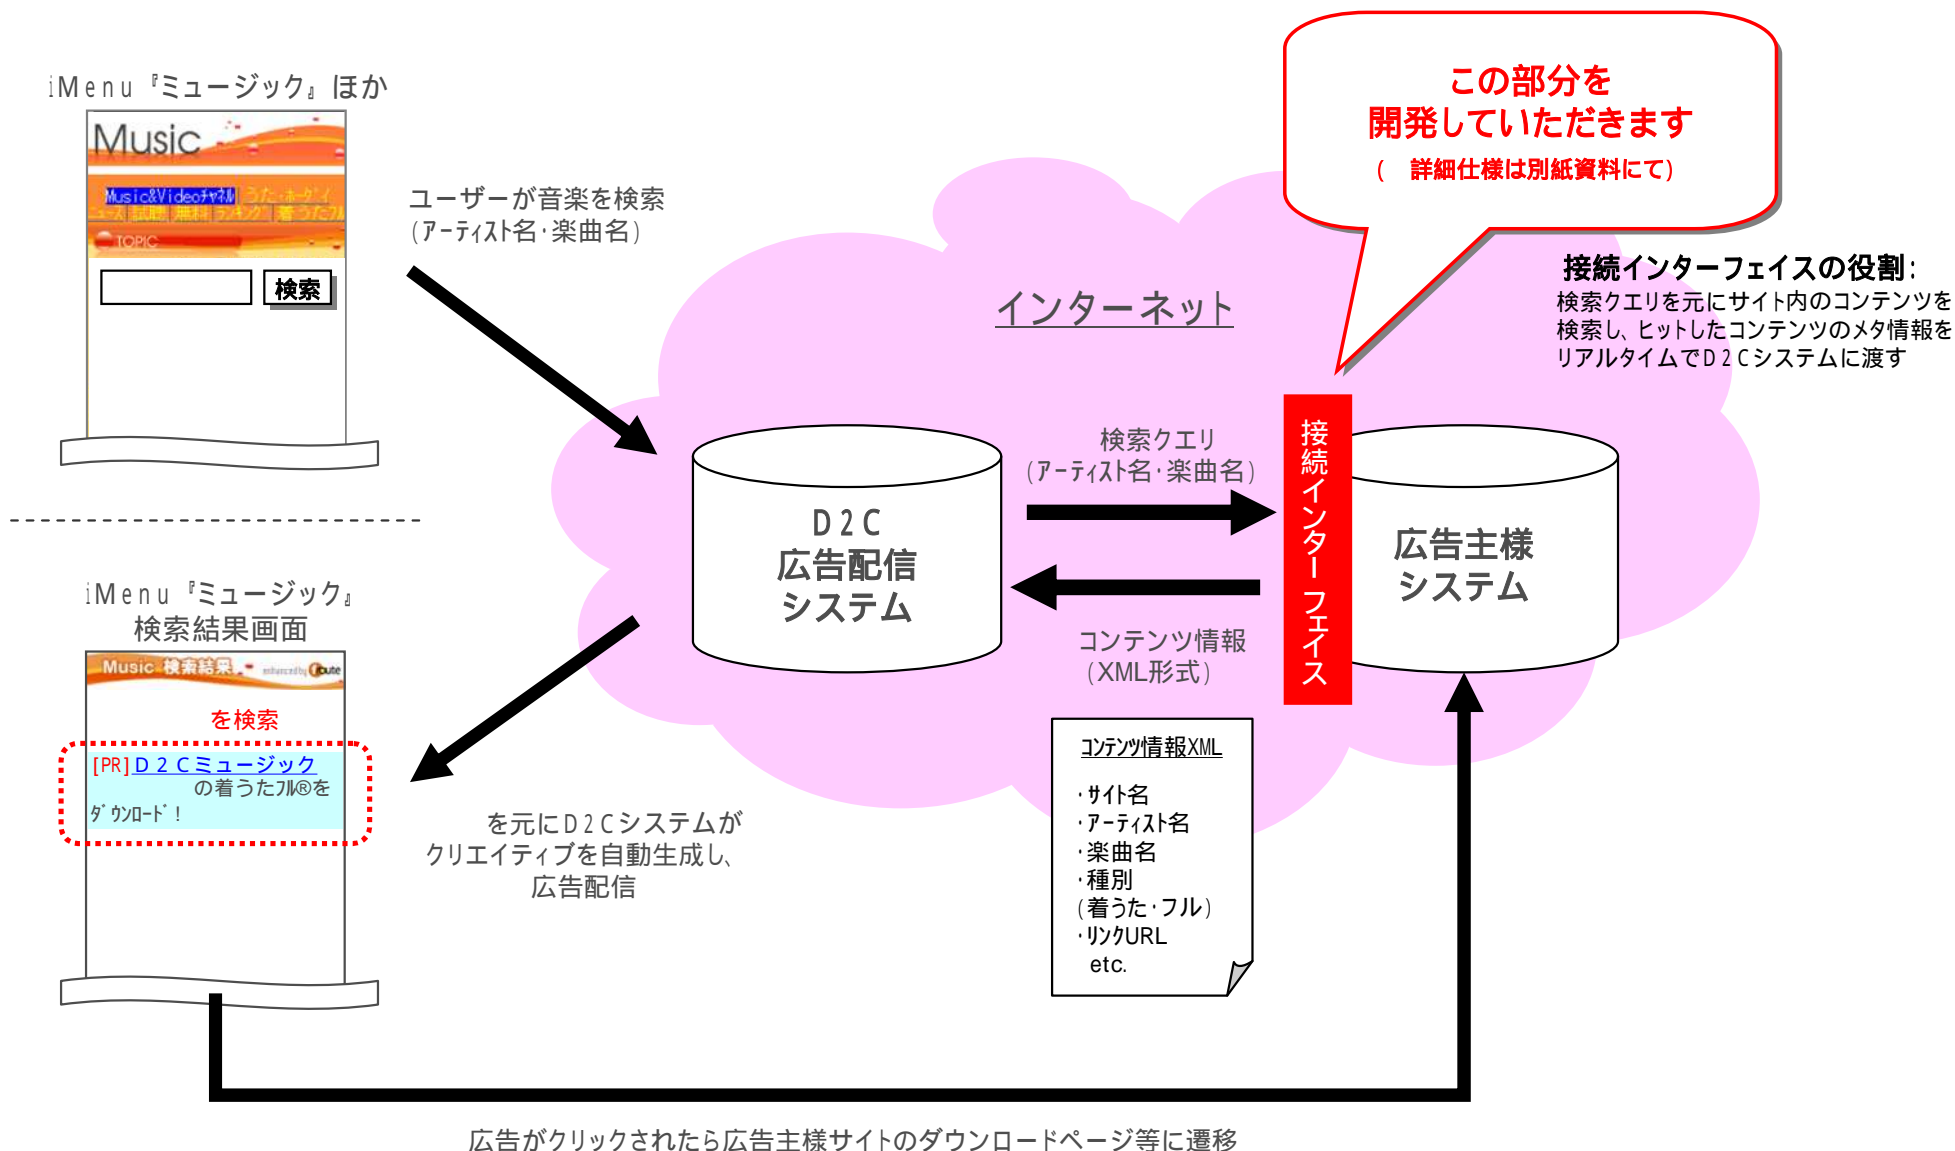 iMenu『ミュージック』ほか
Music
Music&Videoチャネル
TOPIC
検索
ユーザーが音楽を検索
(アーティスト名・楽曲名)
この部分を
開発していただきます
(　詳細仕様は別紙資料にて)
接続インターフェイスの役割:
検索クエリを元にサイト内のコンテンツを
検索し、ヒットしたコンテンツのメタ情報を
リアルタイムでD2Cシステムに渡す
インターネット
D2C
広告配信
システム
検索クエリ
(アーティスト名・楽曲名)
接続インターフェイス
広告主様
システム
コンテンツ情報
(XML形式)
iMenu『ミュージック』
検索結果画面
Music 検索結果
enhanced by route
を検索
[PR]D2Cミュージック
の着うたフル®を
ダウンロード！
を元にD2Cシステムが
クリエイティブを自動生成し、
広告配信
コンテンツ情報XML
・サイト名
・アーティスト名
・楽曲名
・種別
(着うた・フル)
・リンクURL
etc.
広告がクリックされたら広告主様サイトのダウンロードページ等に遷移